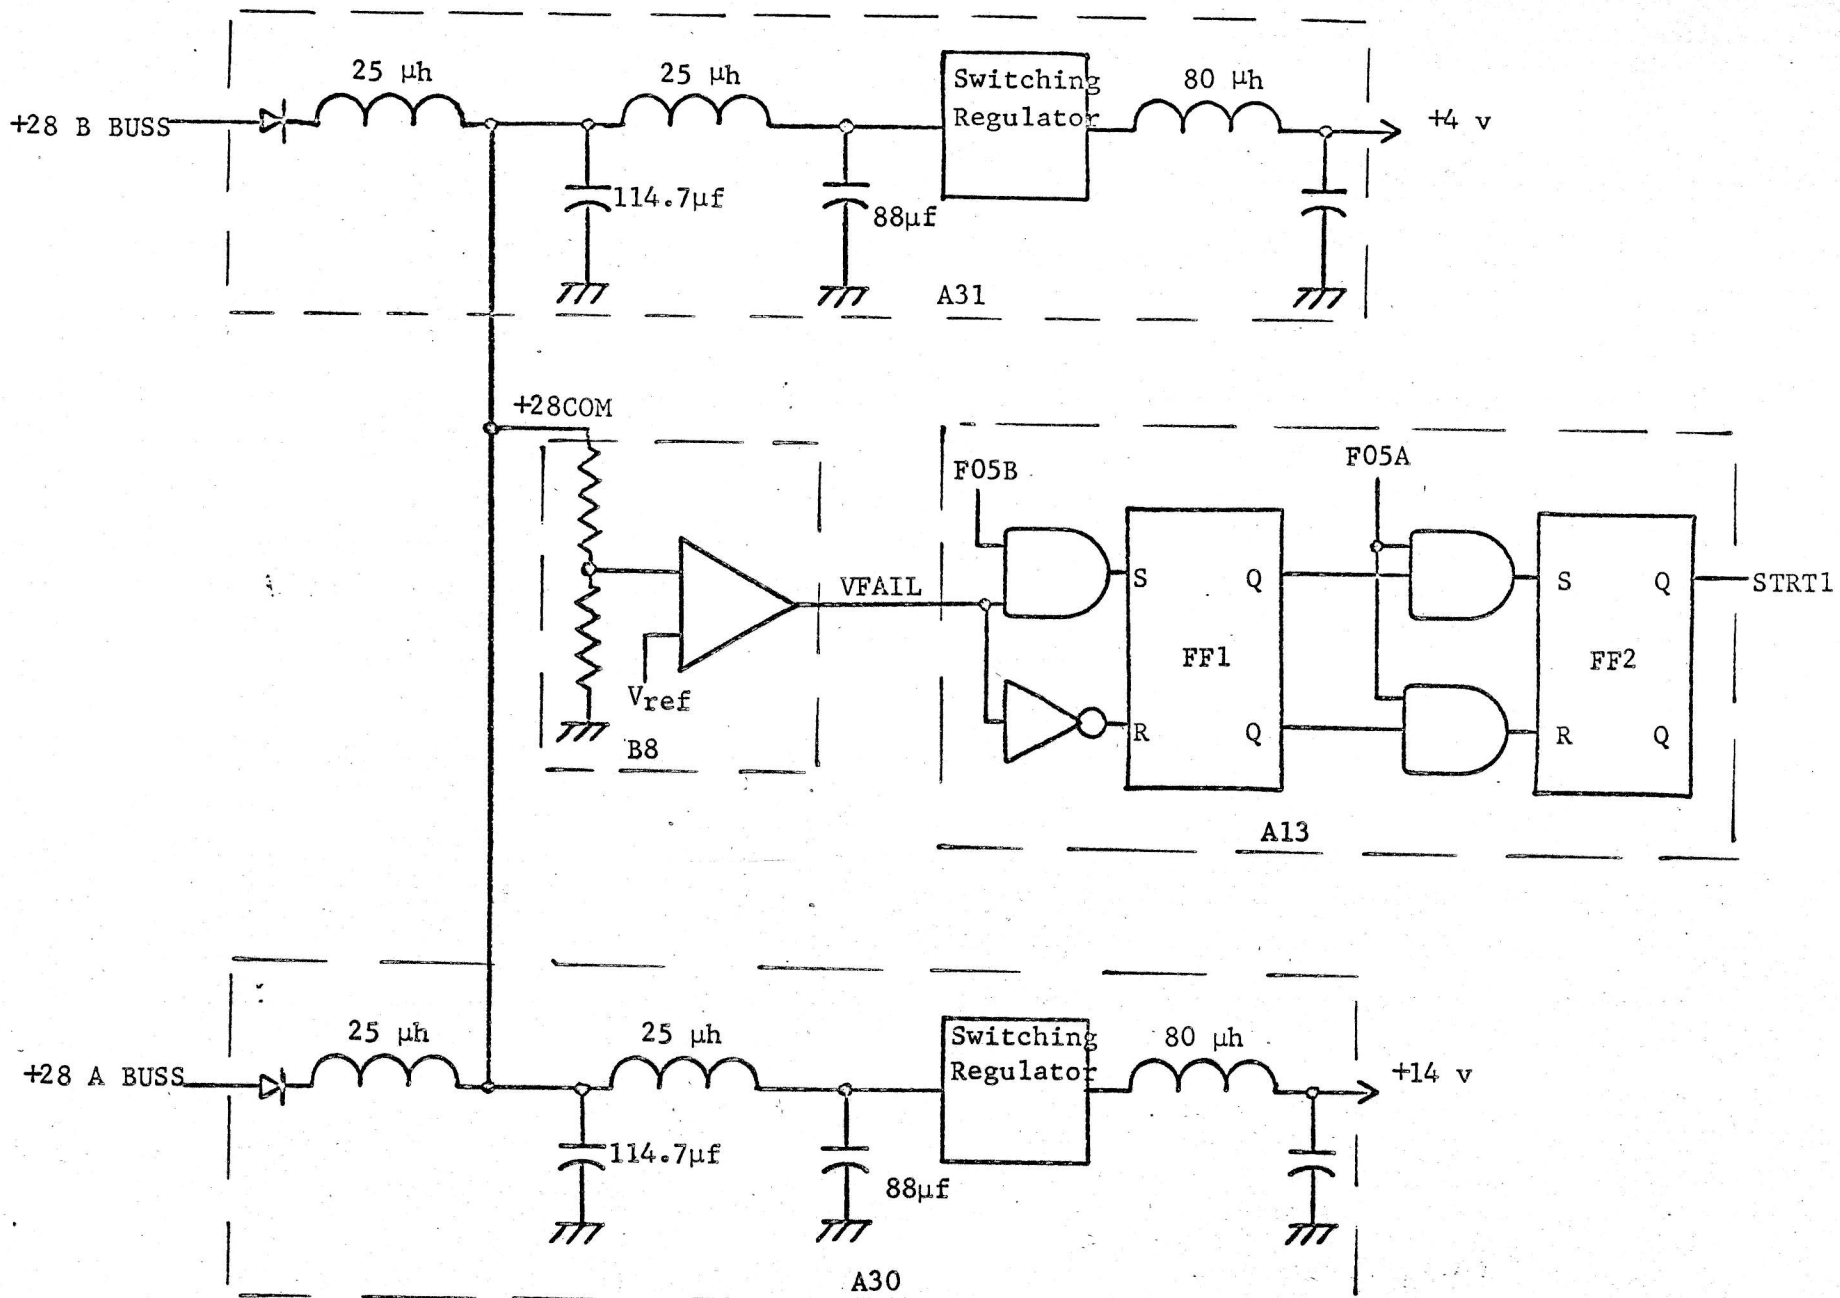 25 μh
25 μh
Switching
Regulator
80 μh
+28 B BUSS
+4 v
114.7μf
88μf
A31
+28COM
F05B
F05A
VFAIL
S
Q
S
Q
STRT1
FF1
FF2
Vref
R
Q
R
Q
B8
A13
25 μh
25 μh
Switching
Regulator
80 μh
+28 A BUSS
+14 v
114.7μf
88μf
A30